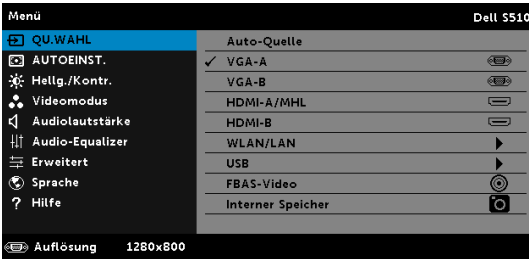 Menü
Dell S510
QU.WAHL
AUTOEINST.
Hellg./Kontr.
Videomodus
Audiolautstärke
Audio-Equalizer
Erweitert
Sprache
? Hilfe
Auto-Quelle
✓ VGA-A
VGA-B
HDMI-A/MHL
HDMI-B
WLAN/LAN
USB
FBAS-Video
Interner Speicher
Auflösung 1280x800